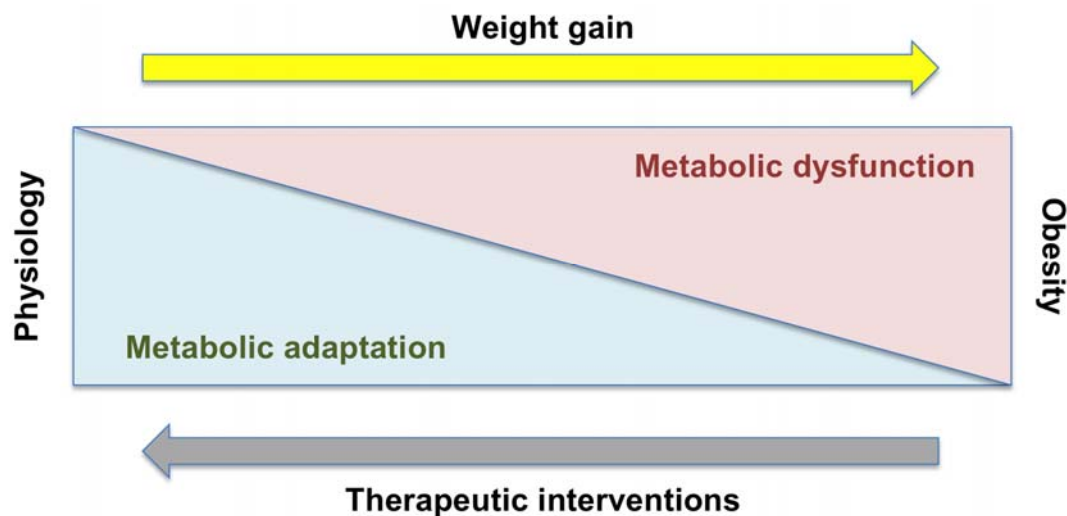 Weight gain
Metabolic dysfunction
Physiology
Obesity
Metabolic adaptation
Therapeutic interventions